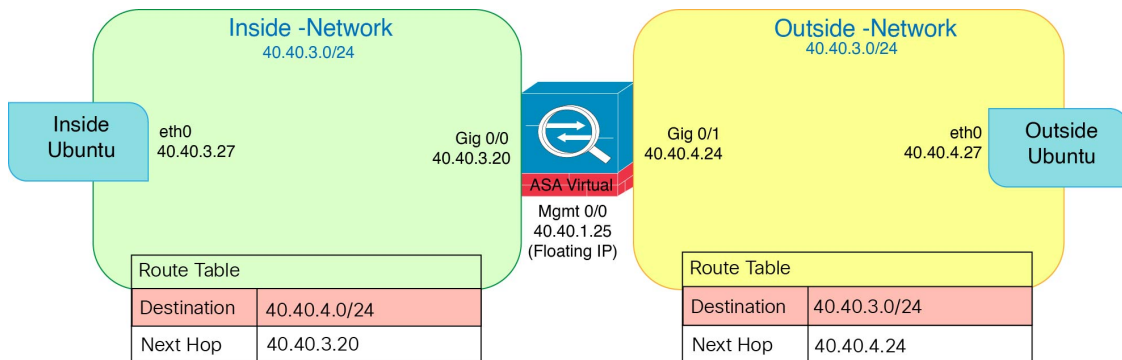 Inside -Network
40.40.3.0/24
Outside -Network
40.40.3.0/24
Inside
Ubuntu
eth0
40.40.3.27
Gig 0/0
40.40.3.20
ASA Virtual
Mgmt 0/0
40.40.1.25
(Floating IP)
Gig 0/1
40.40.4.24
eth0
40.40.4.27
Outside
Ubuntu
Route Table
Destination 40.40.4.0/24
Next Hop 40.40.3.20
Route Table
Destination 40.40.3.0/24
Next Hop 40.40.4.24